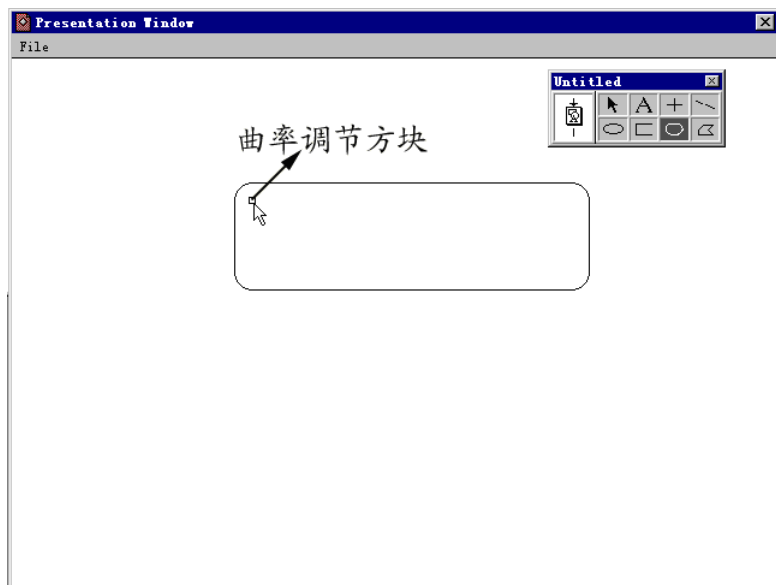 Presentation Window
File
Untitled
A
曲率调节方块